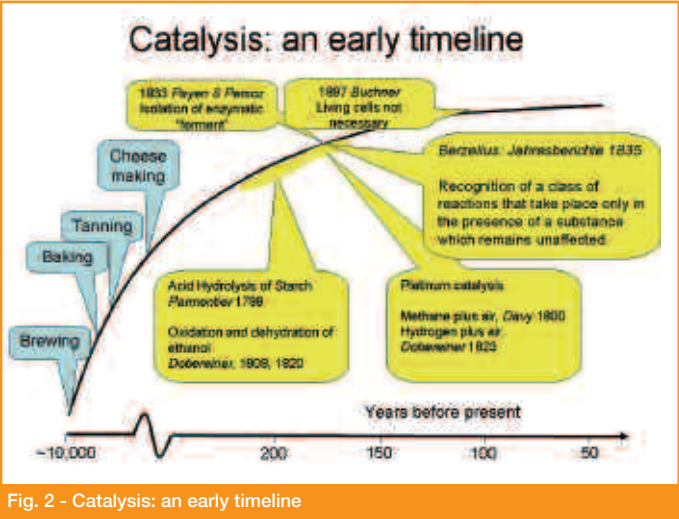 Catalysis: an early timeline
1833 Payen & Persoz
Isolation of enzymatic
"ferment"
1897 Buchner
Living cells not
necessary
Berzelius: Jahresberichte 1835
Recognition of a class of
reactions that take place only in
the presence of a substance
which remains unaffected.
Cheese
making
Tanning
Baking
Brewing
Acid Hydrolysis of Starch
Parmentier
Oxidation and dehydration of
ethanol
Dobereiner, 1820
Platinum catalysis
Methane plus air, Davy
Hydrogen plus air,
Dobereiner
Years before present
~10,000
200
150
100
50
Fig. 2 - Catalysis: an early timeline